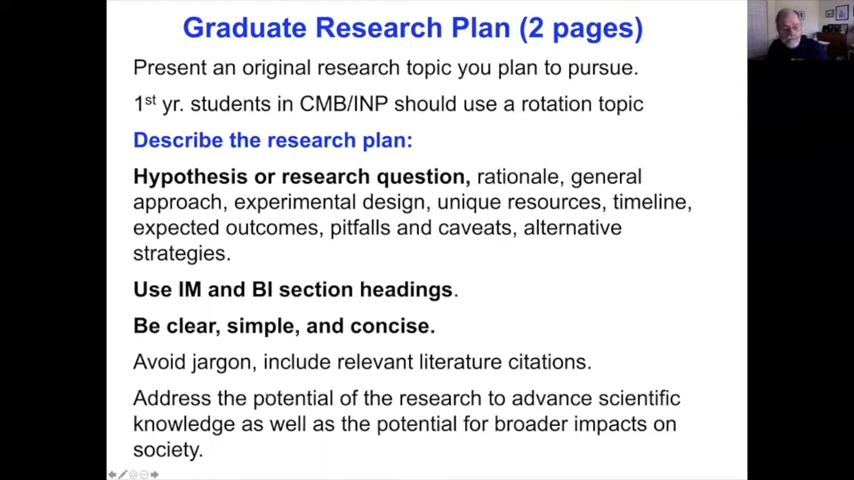 Graduate Research Plan (2 pages)
Present an original research topic you plan to pursue.
1st yr. students in CMB/INP should use a rotation topic
Describe the research plan:
Hypothesis or research question, rationale, general
approach, experimental design, unique resources, timeline,
expected outcomes, pitfalls and caveats, alternative
strategies.
Use IM and BI section headings.
Be clear, simple, and concise.
Avoid jargon, include relevant literature citations.
Address the potential of the research to advance scientific
knowledge as well as the potential for broader impacts on
society.